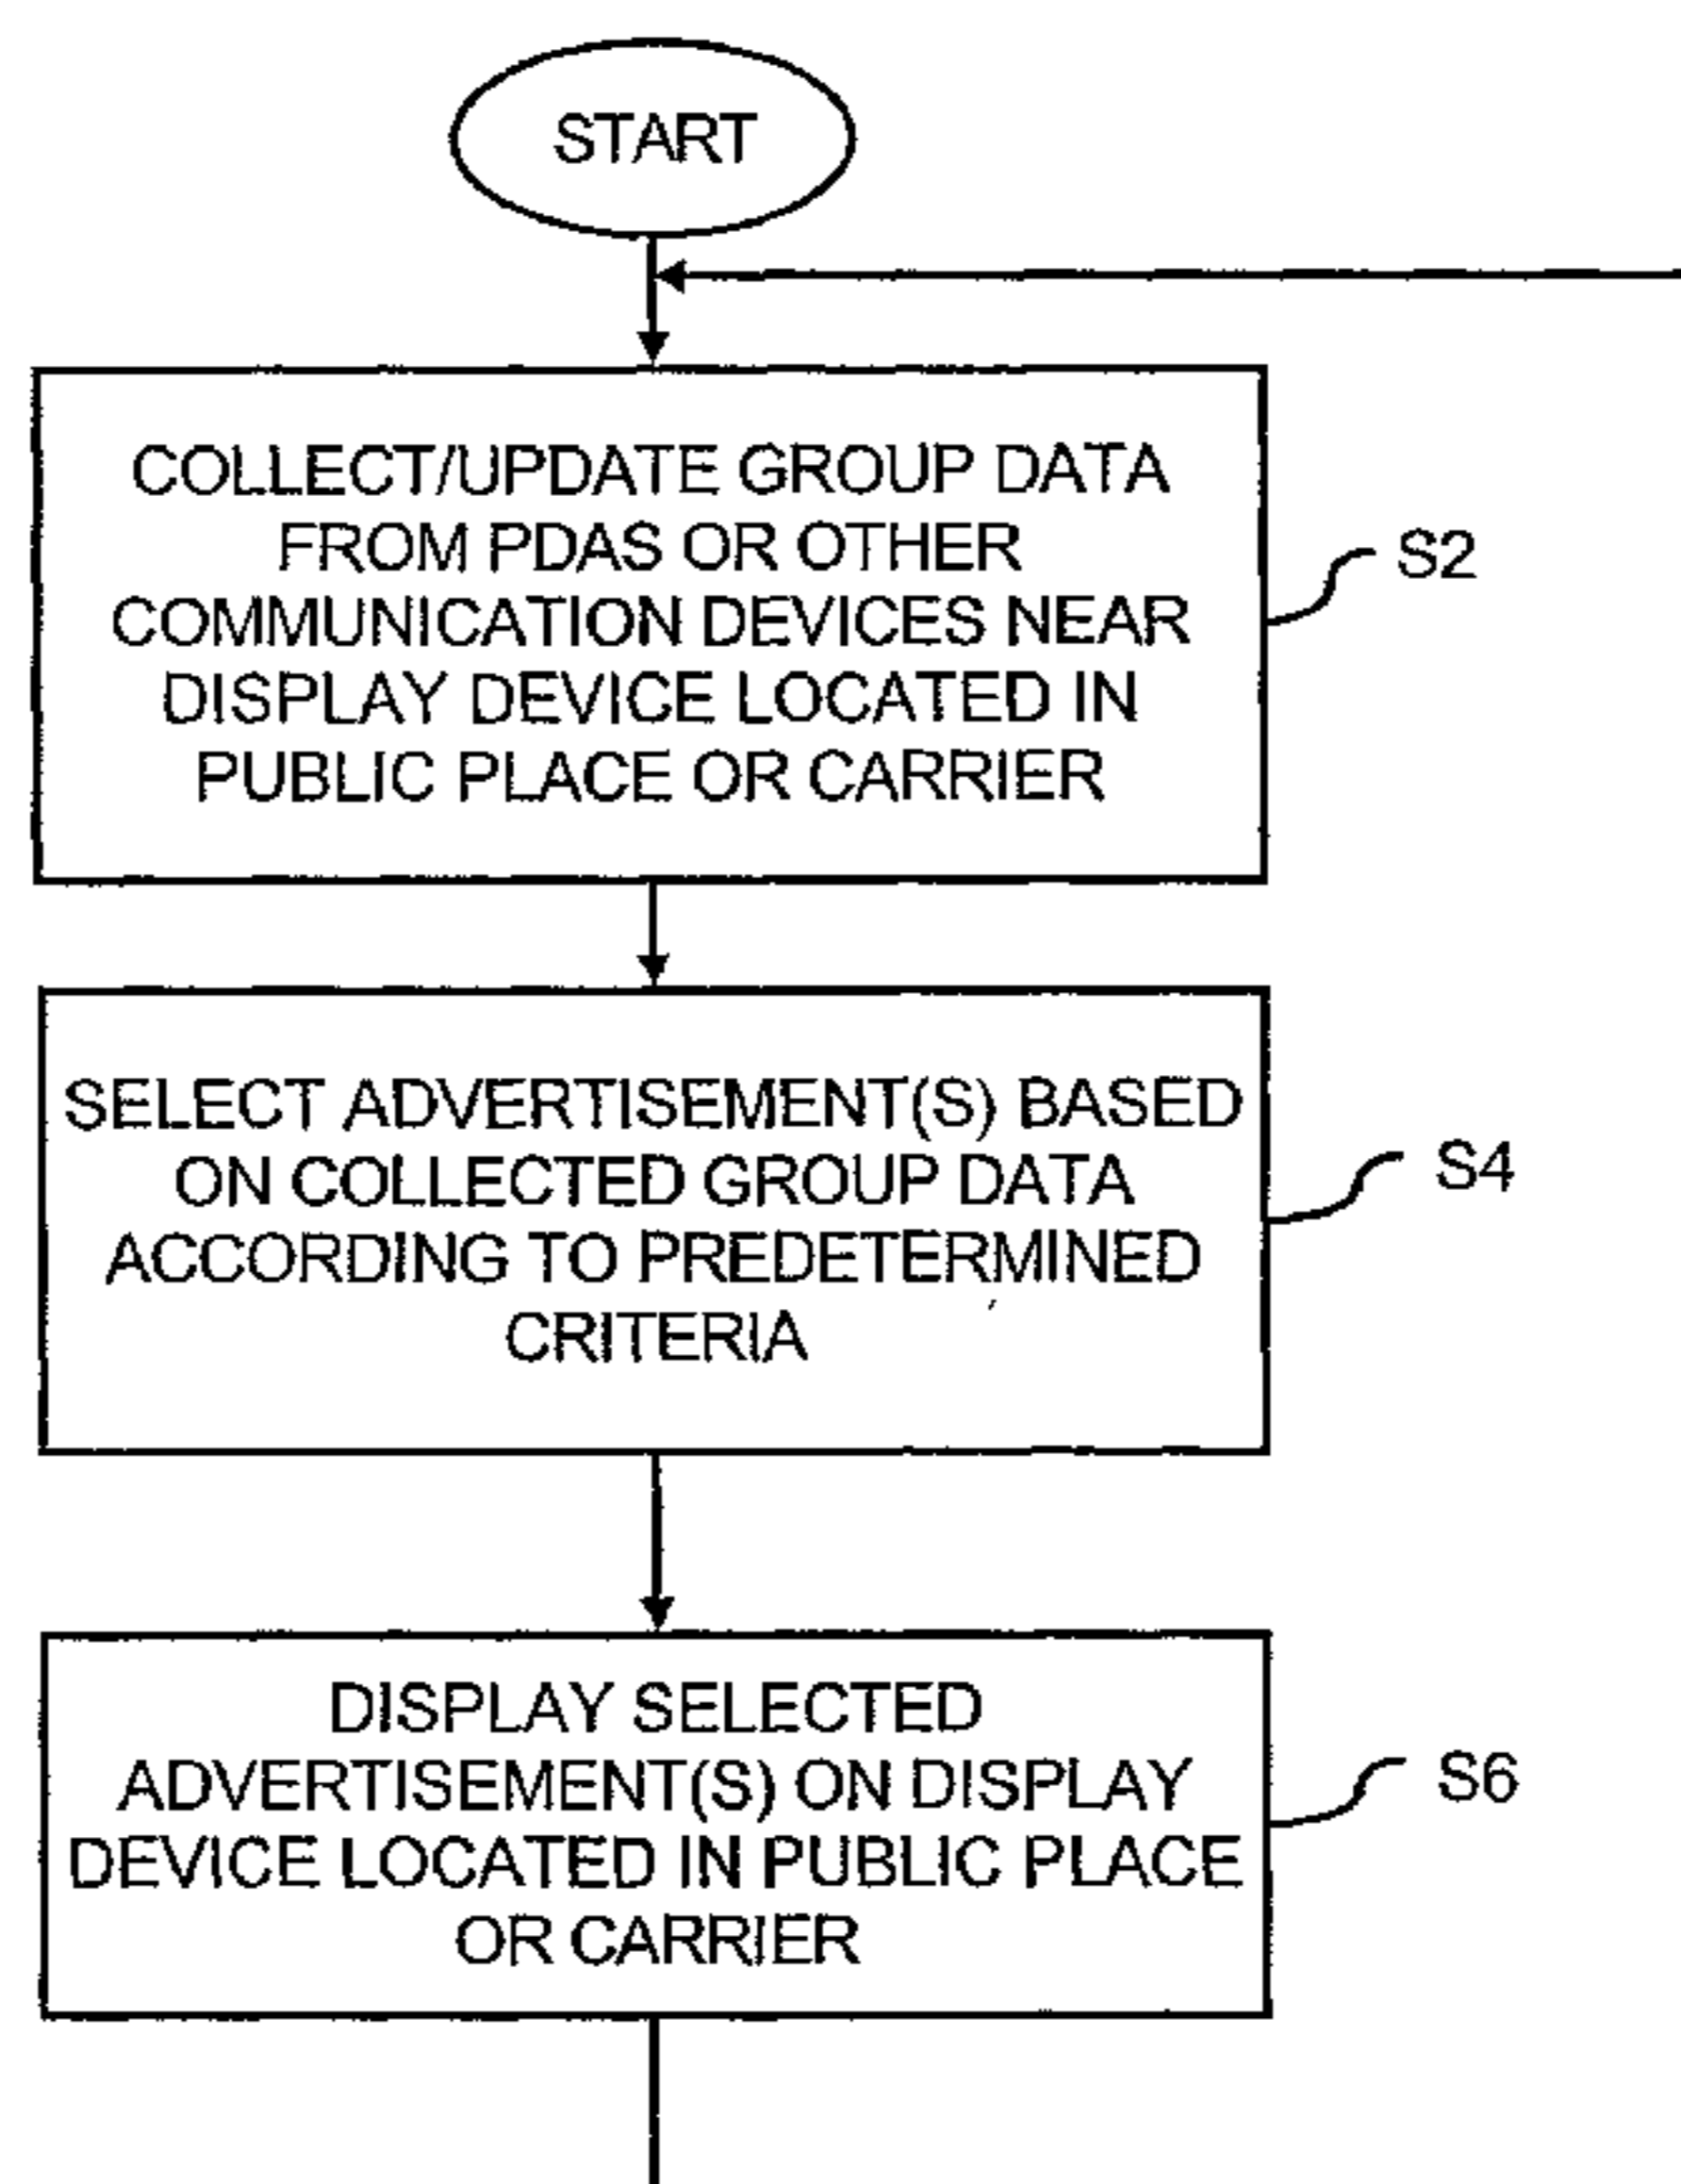 START
COLLECT/UPDATE GROUP DATA
FROM PDAS OR OTHER
COMMUNICATION DEVICES NEAR
DISPLAY DEVICE LOCATED IN
PUBLIC PLACE OR CARRIER
S2
SELECT ADVERTISEMENT(S) BASED
ON COLLECTED GROUP DATA
ACCORDING TO PREDETERMINED
CRITERIA
S4
DISPLAY SELECTED
ADVERTISEMENT(S) ON DISPLAY
DEVICE LOCATED IN PUBLIC PLACE
OR CARRIER
S6